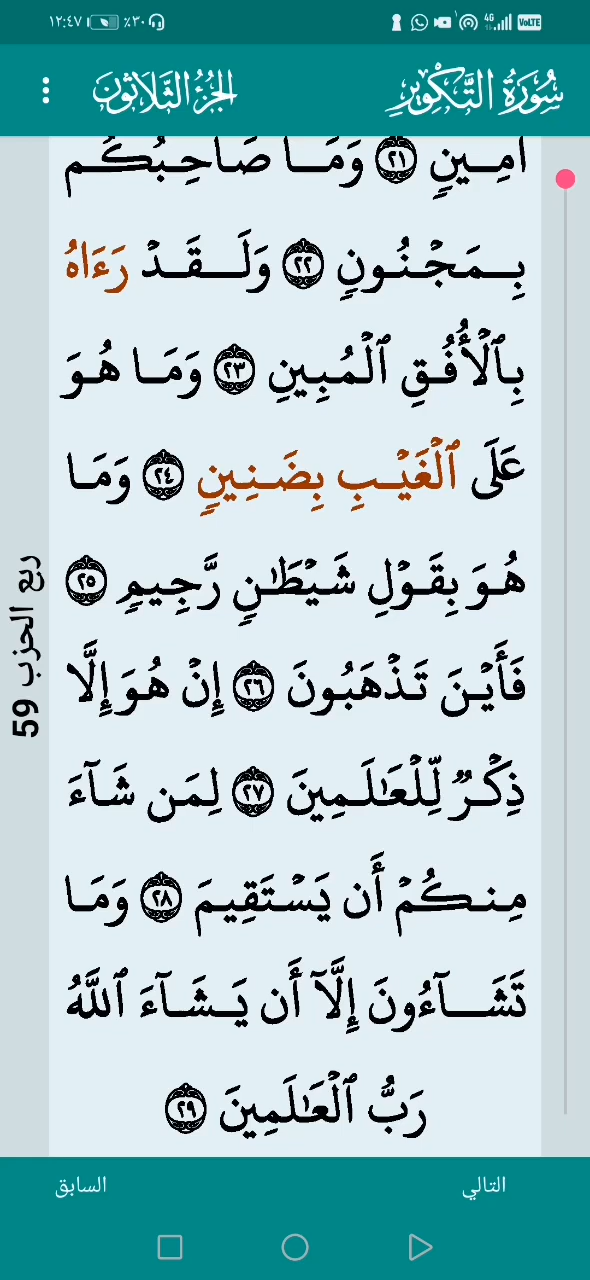 ١٢:٤٧ ٪٣٠ 4G VoLTE
سُورَةُ التَّكْوِيرِ الجُزْءُ الثَّلَاثُونَ
أَمِينٖ ٢١ وَمَا صَاحِبُكُم
بِمَجْنُونٖ ٢٢ وَلَقَدْ رَءَاهُ
بِٱلْأُفُقِ ٱلْمُبِينِ ٢٣ وَمَا هُوَ
عَلَى ٱلْغَيْبِ بِضَنِينٖ ٢٤ وَمَا
هُوَ بِقَوْلِ شَيْطَٰنٖ رَّجِيمٖ ٢٥
فَأَيْنَ تَذْهَبُونَ ٢٦ إِنْ هُوَ إِلَّا
ذِكْرٞ لِّلْعَٰلَمِينَ ٢٧ لِمَن شَآءَ
مِنكُمْ أَن يَسْتَقِيمَ ٢٨ وَمَا
تَشَآءُونَ إِلَّآ أَن يَشَآءَ ٱللَّهُ
رَبُّ ٱلْعَٰلَمِينَ ٢٩
ربع الحزب 59
التالي السابق